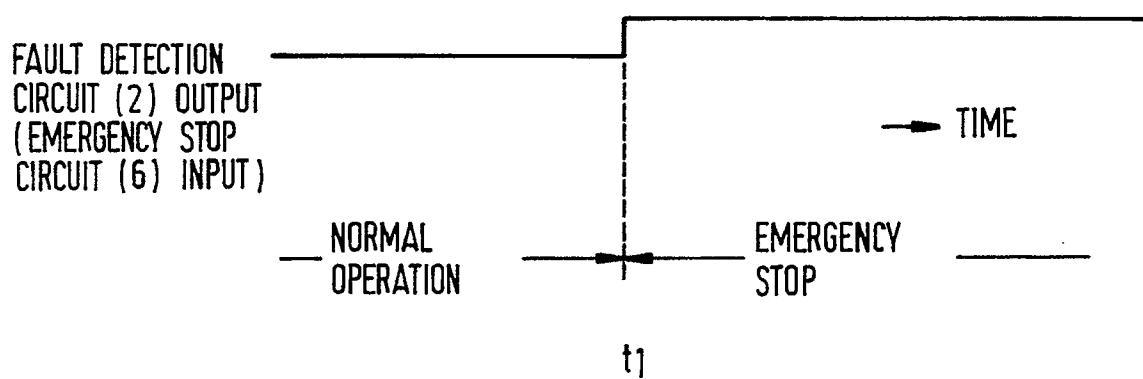 FAULT DETECTION
CIRCUIT (2) OUTPUT
(EMERGENCY STOP
CIRCUIT (6) INPUT)
TIME
NORMAL
OPERATION
EMERGENCY
STOP
t1